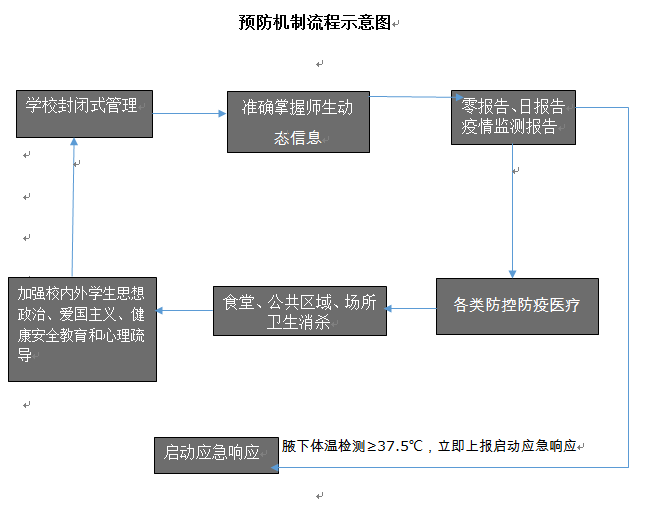 预防机制流程示意图
学校封闭式管理
准确掌握师生动
态信息
零报告、日报告
疫情监测报告
各类防控防疫医疗
食堂、公共区域、场所
卫生消杀
加强校内外学生思想
政治、爱国主义、健
康安全教育和心理疏
导
启动应急响应
腋下体温检测≥37.5℃，立即上报启动应急响应